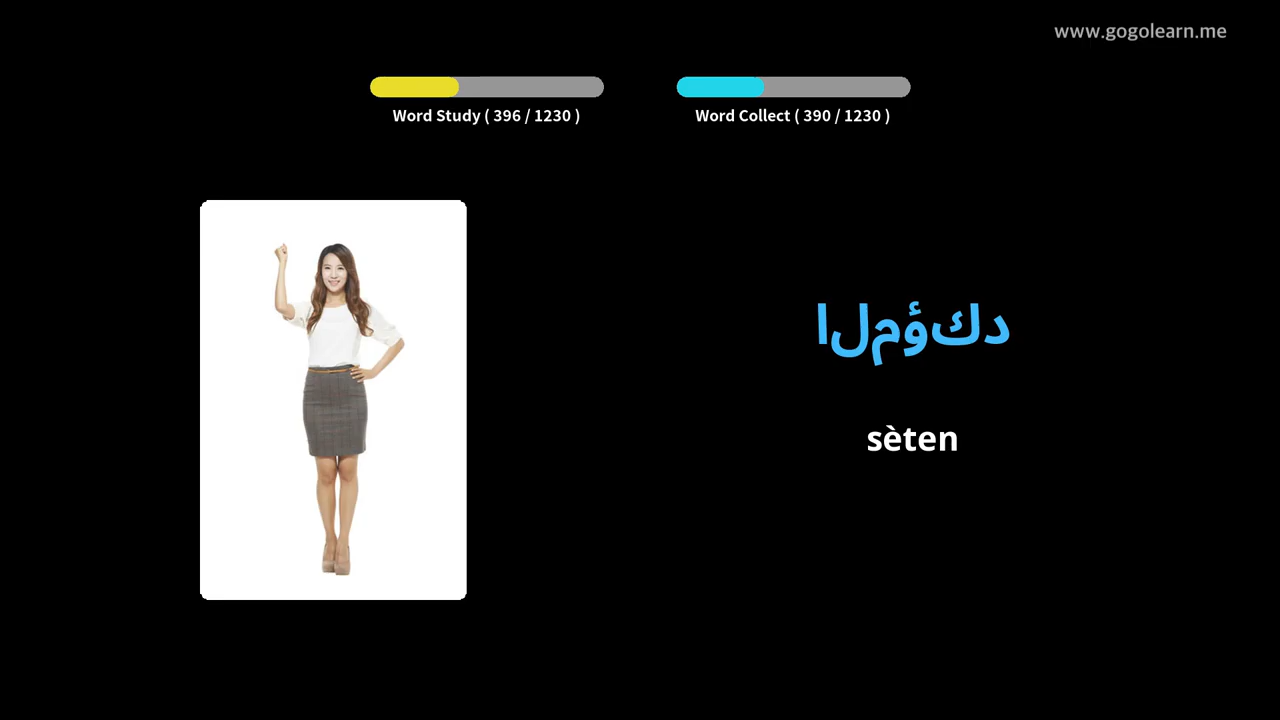 www.gogolearn.me
Word Study ( 396 / 1230 )
Word Collect ( 390 / 1230 )
المؤكد
sèten